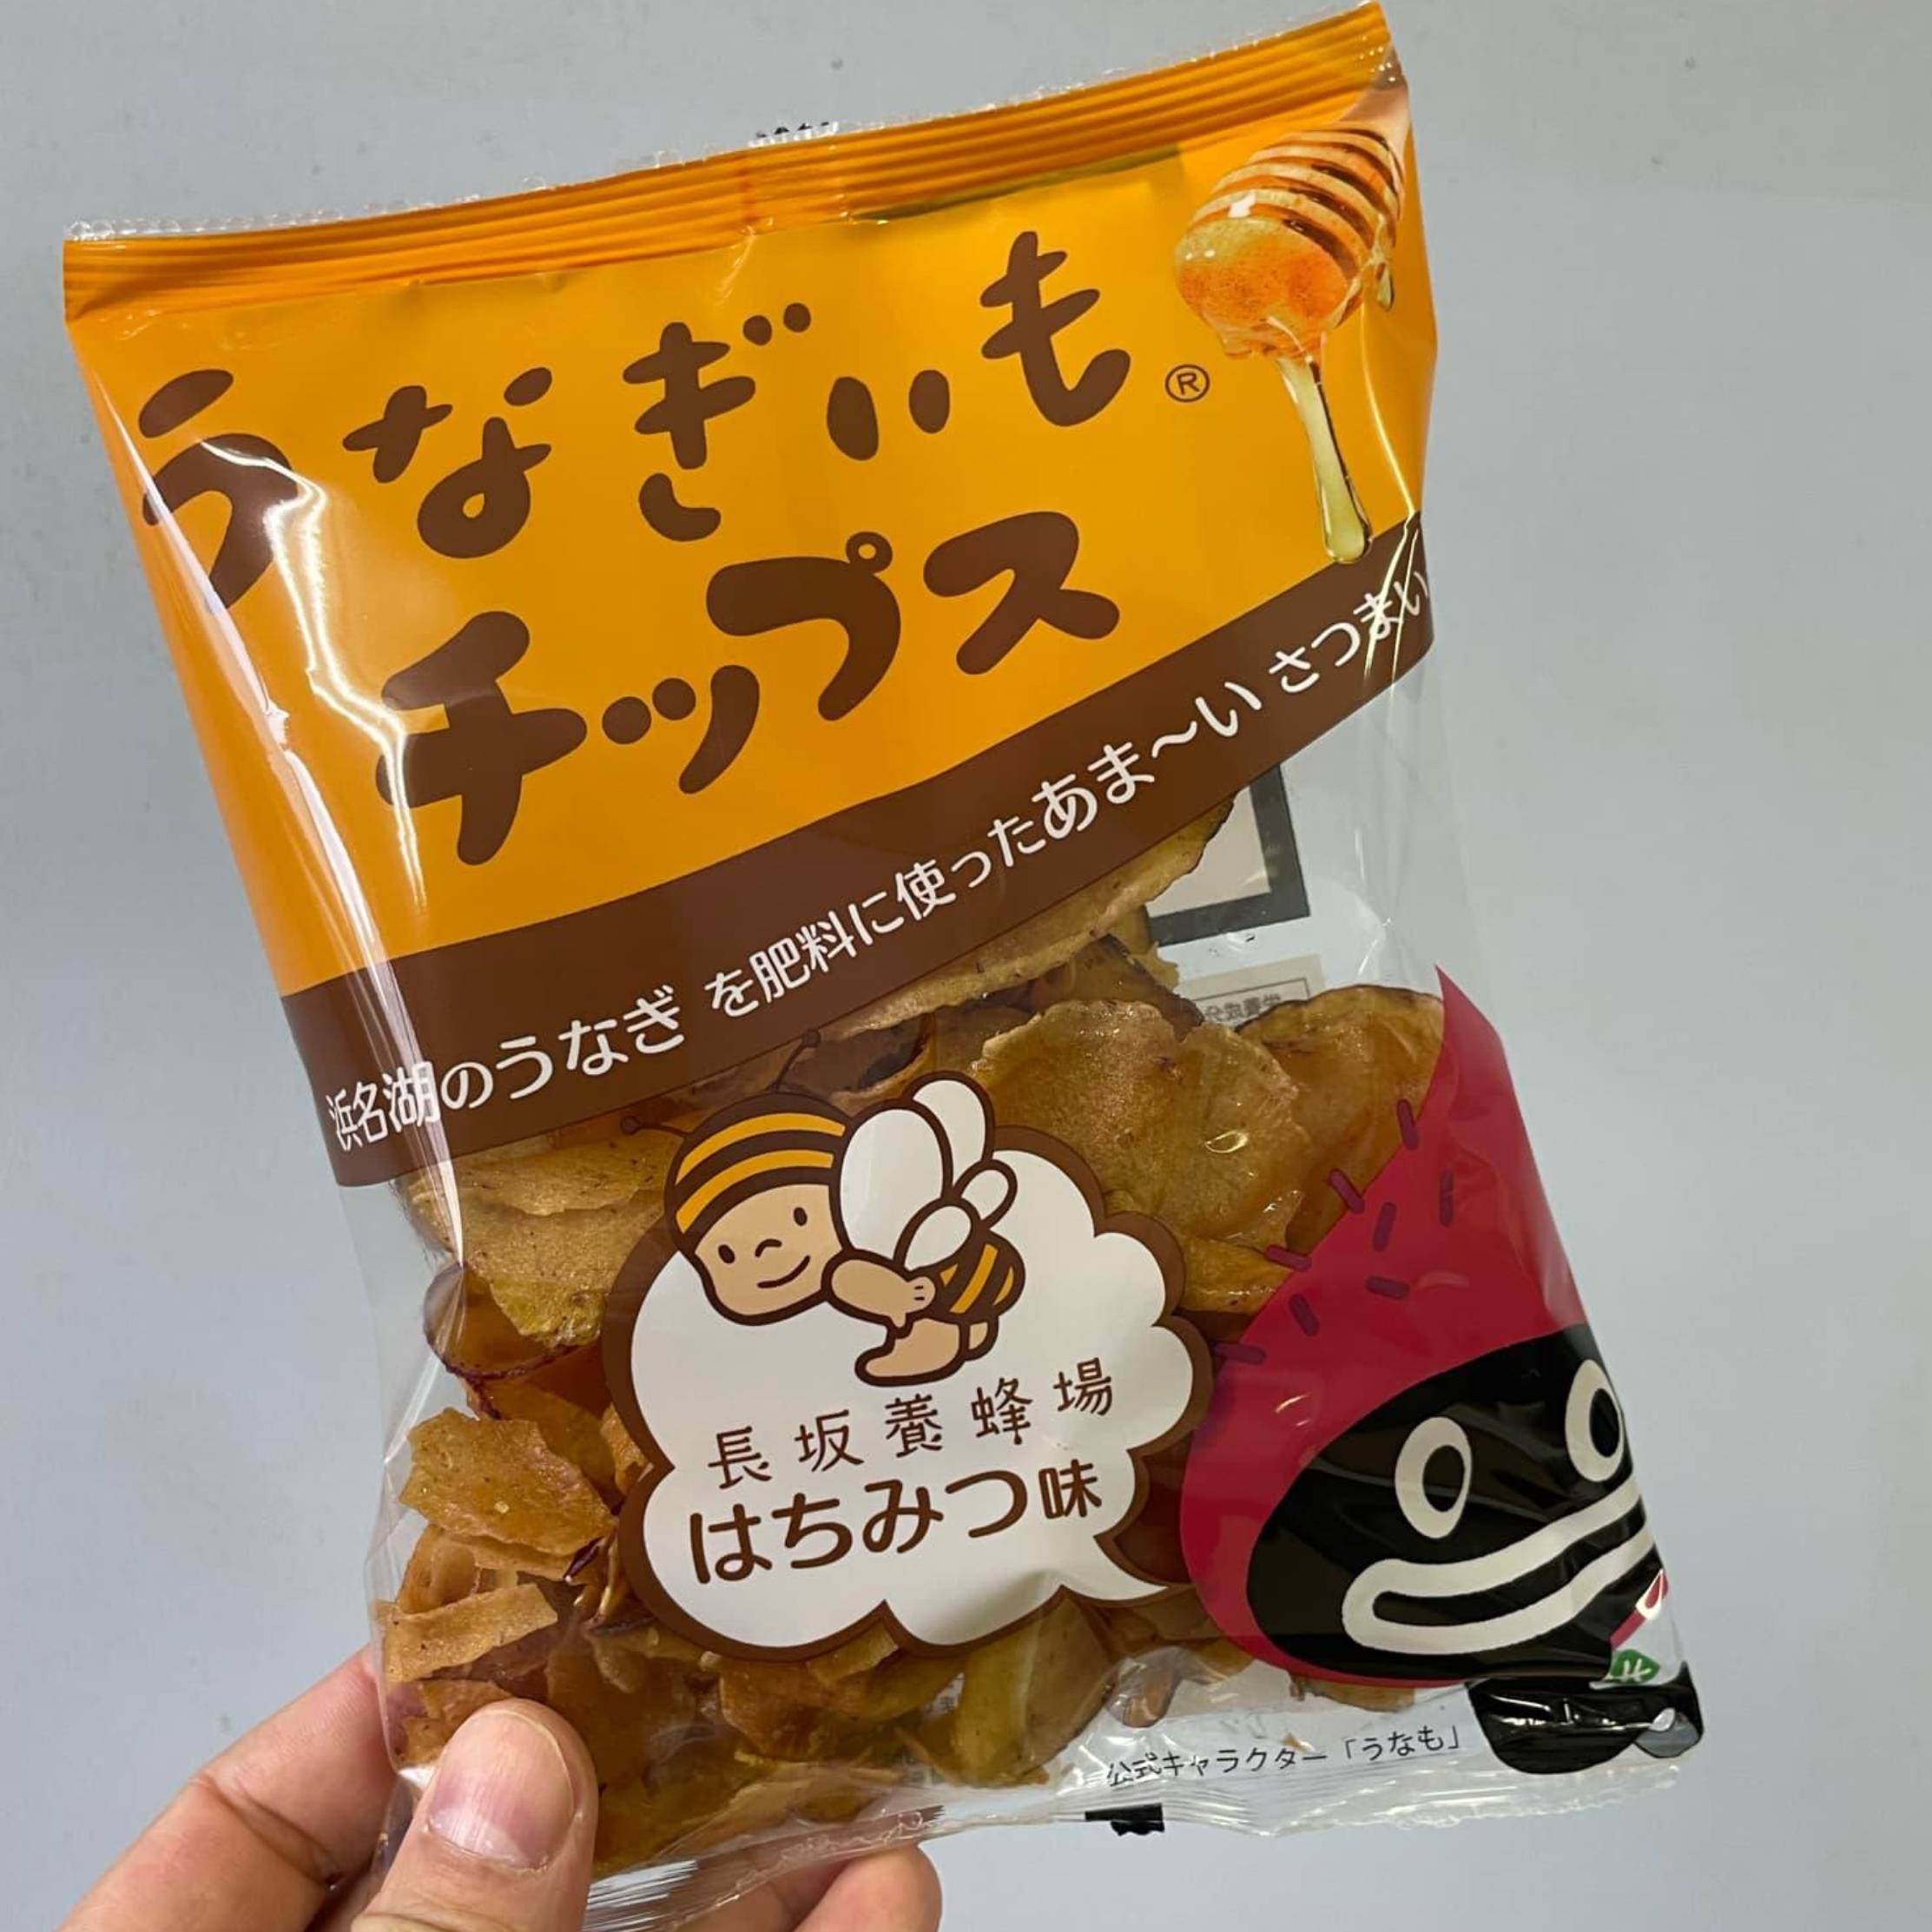 うなぎいも®
チップス
浜名湖のうなぎ を肥料に使ったあま〜い さつまい
長坂養蜂場
はちみつ味
公式キャラクター「うなも」